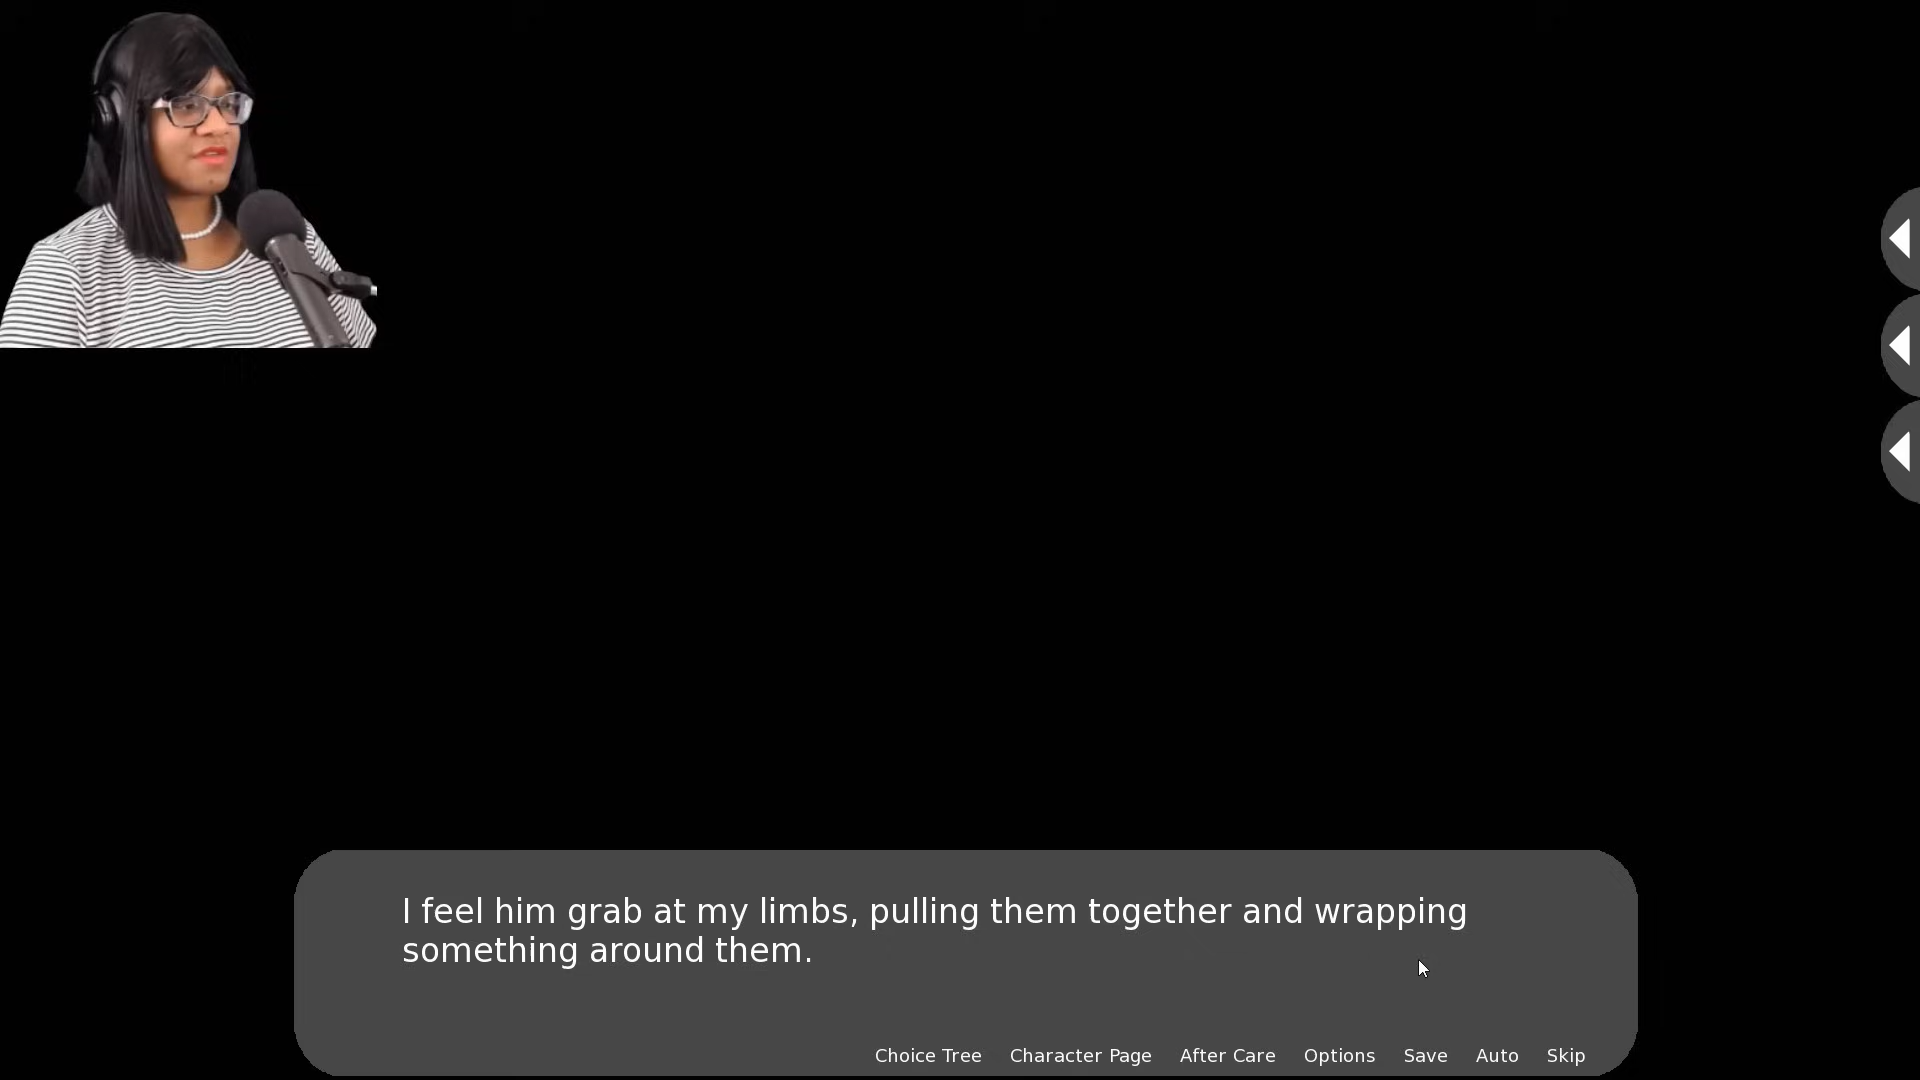 I feel him grab at my limbs, pulling them together and wrapping
something around them.
Choice Tree Character Page After Care Options Save Auto Skip